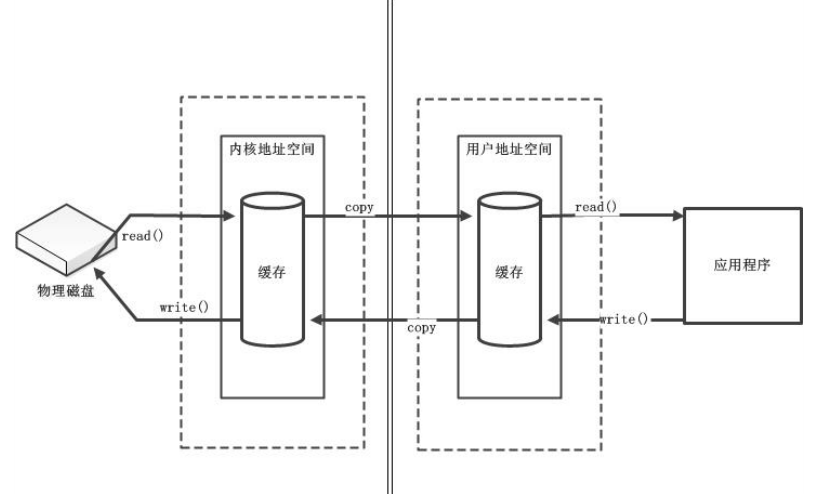 内核地址空间
用户地址空间
copy
read()
read()
缓存
缓存
应用程序
物理磁盘
write()
copy
write()